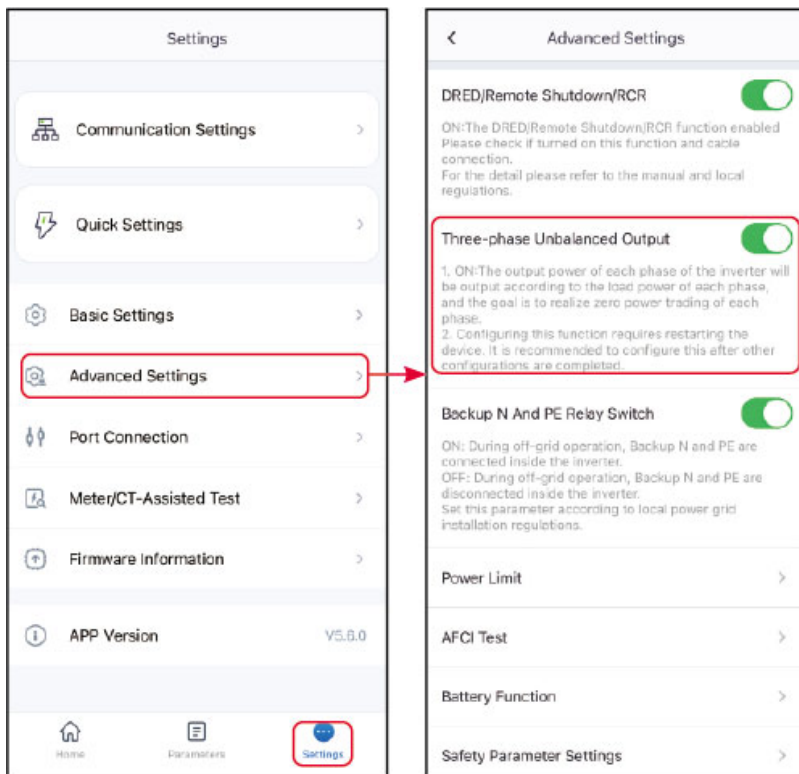 Settings
Communication Settings
Quick Settings
Basic Settings
Advanced Settings
Port Connection
Meter/CT-Assisted Test
Firmware Information
APP Version V5.6.0
Home Parameters Settings
Advanced Settings
DRED/Remote Shutdown/RCR
ON:The DRED/Remote Shutdown/RCR function enabled
Please check if turned on this function and cable
connection.
For the detail please refer to the manual and local
regulations.
Three-phase Unbalanced Output
1. ON:The output power of each phase of the inverter will
be output according to the load power of each phase,
and the goal is to realize zero power trading of each
phase.
2. Configuring this function requires restarting the
device. It is recommended to configure this after other
configurations are completed.
Backup N And PE Relay Switch
ON: During off-grid operation, Backup N and PE are
connected inside the inverter.
OFF: During off-grid operation, Backup N and PE are
disconnected inside the inverter.
Set this parameter according to local power grid
installation regulations.
Power Limit
AFCI Test
Battery Function
Safety Parameter Settings